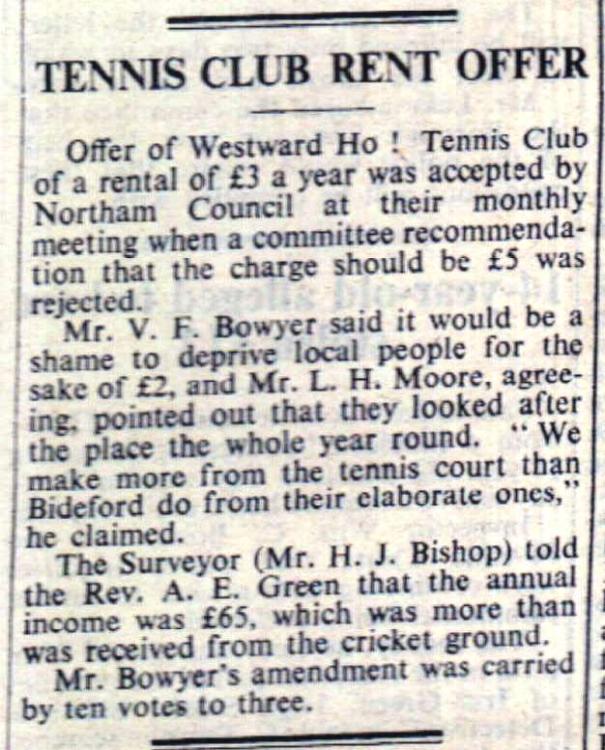 TENNIS CLUB RENT OFFER
Offer of Westward Ho ! Tennis Club
of a rental of £3 a year was accepted by
Northam Council at their monthly
meeting when a committee recommenda-
tion that the charge should be £5 was
rejected.
Mr. V. F. Bowyer said it would be a
shame to deprive local people for the
sake of £2, and Mr. L. H. Moore, agree-
ing, pointed out that they looked after
the place the whole year round. “ We
make more from the tennis court than
Bideford do from their elaborate ones,”
he claimed.
The Surveyor (Mr. H. J. Bishop) told
the Rev. A. E. Green that the annual
income was £65, which was more than
was received from the cricket ground.
Mr. Bowyer's amendment was carried
by ten votes to three.